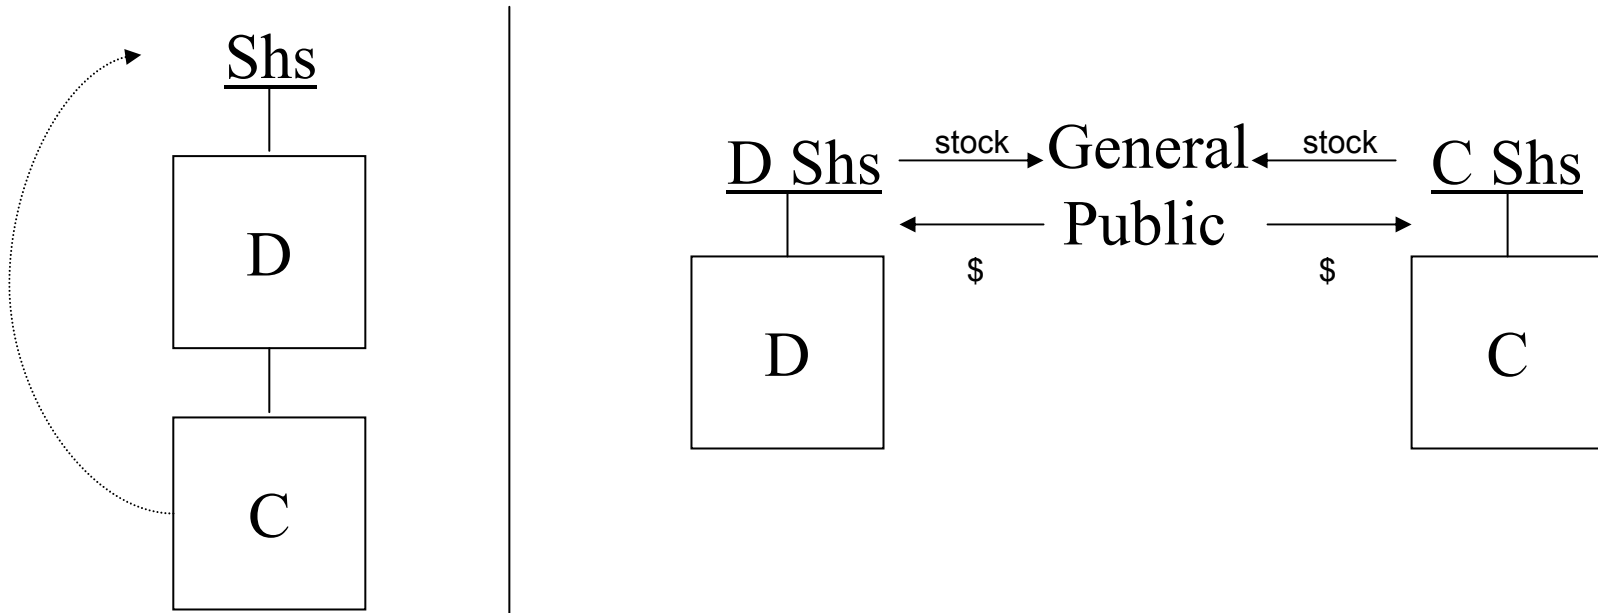 Shs
D
C
D Shs stock General stock C Shs
Public
$ $
D C